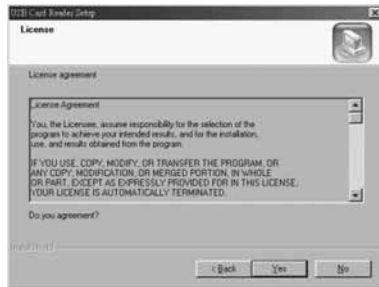 USB Card Reader Setup
License
License agreement
License Agreement
You, the Licensee, assume responsibility for the selection of the
program to achieve your intended results, and for the installation,
use, and results obtained from the program.
IF YOU USE, COPY, MODIFY, OR TRANSFER THE PROGRAM, OR
ANY COPY, MODIFICATION, OR MERGED PORTION, IN WHOLE
OR PART, EXCEPT AS EXPRESSLY PROVIDED FOR IN THIS LICENSE,
YOUR LICENSE IS AUTOMATICALLY TERMINATED.
Do you agreement?
InstallShield
< Back Yes No